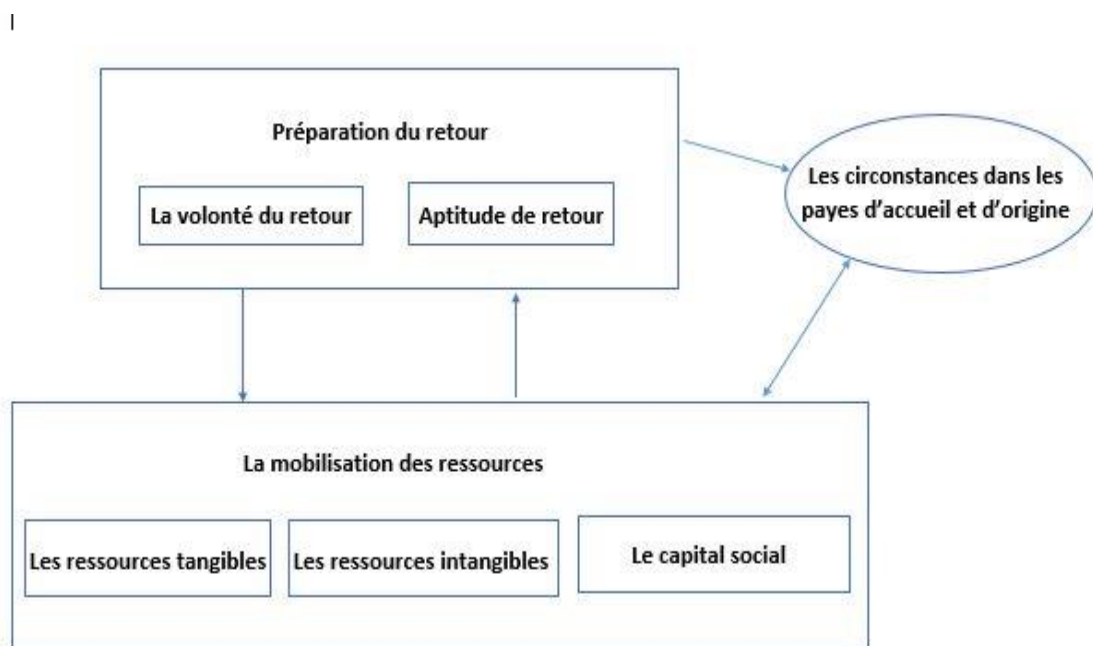 Préparation du retour
La volonté du retour
Aptitude de retour
Les circonstances dans les
payes d’accueil et d’origine
La mobilisation des ressources
Les ressources tangibles
Les ressources intangibles
Le capital social